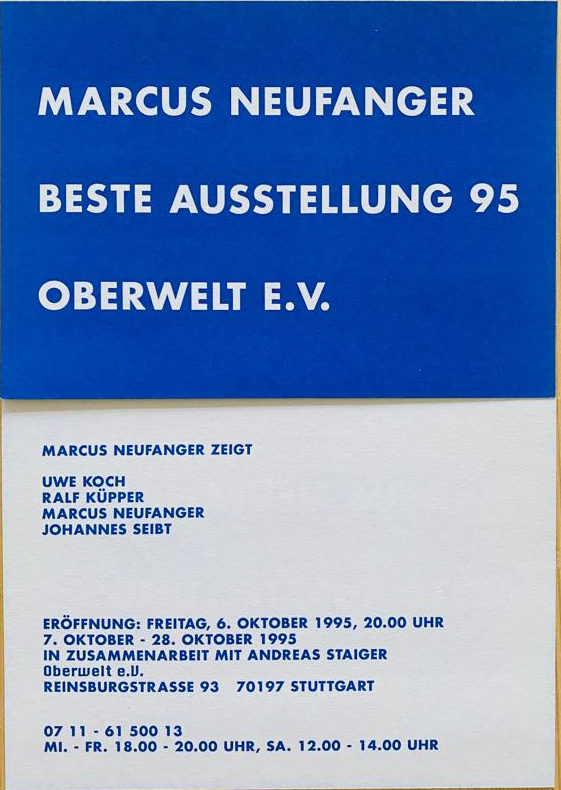 MARCUS NEUFANGER
BESTE AUSSTELLUNG 95
OBERWELT E.V.
MARCUS NEUFANGER ZEIGT
UWE KOCH
RALF KÜPPER
MARCUS NEUFANGER
JOHANNES SEIBT
ERÖFFNUNG: FREITAG, 6. OKTOBER 1995, 20.00 UHR
7. OKTOBER - 28. OKTOBER 1995
IN ZUSAMMENARBEIT MIT ANDREAS STAIGER
Oberwelt e.V.
REINSBURGSTRASSE 93 70197 STUTTGART
07 11 - 61 500 13
MI. - FR. 18.00 - 20.00 UHR, SA. 12.00 - 14.00 UHR